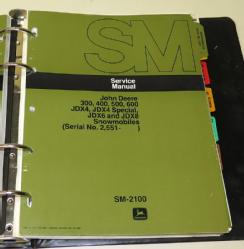 SM
Service
Manual
John Deere
300, 400, 500, 600
JDX4, JDX4 Special,
JDX6 and JDX8
Snowmobiles
(Serial No. 2,551- )
SM-2100